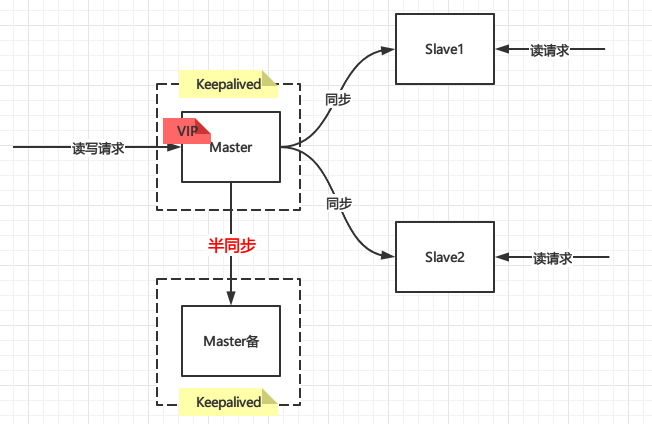 Slave1
读请求
Keepalived
同步
VIP
读写请求
Master
同步
半同步
Slave2
读请求
Master备
Keepalived